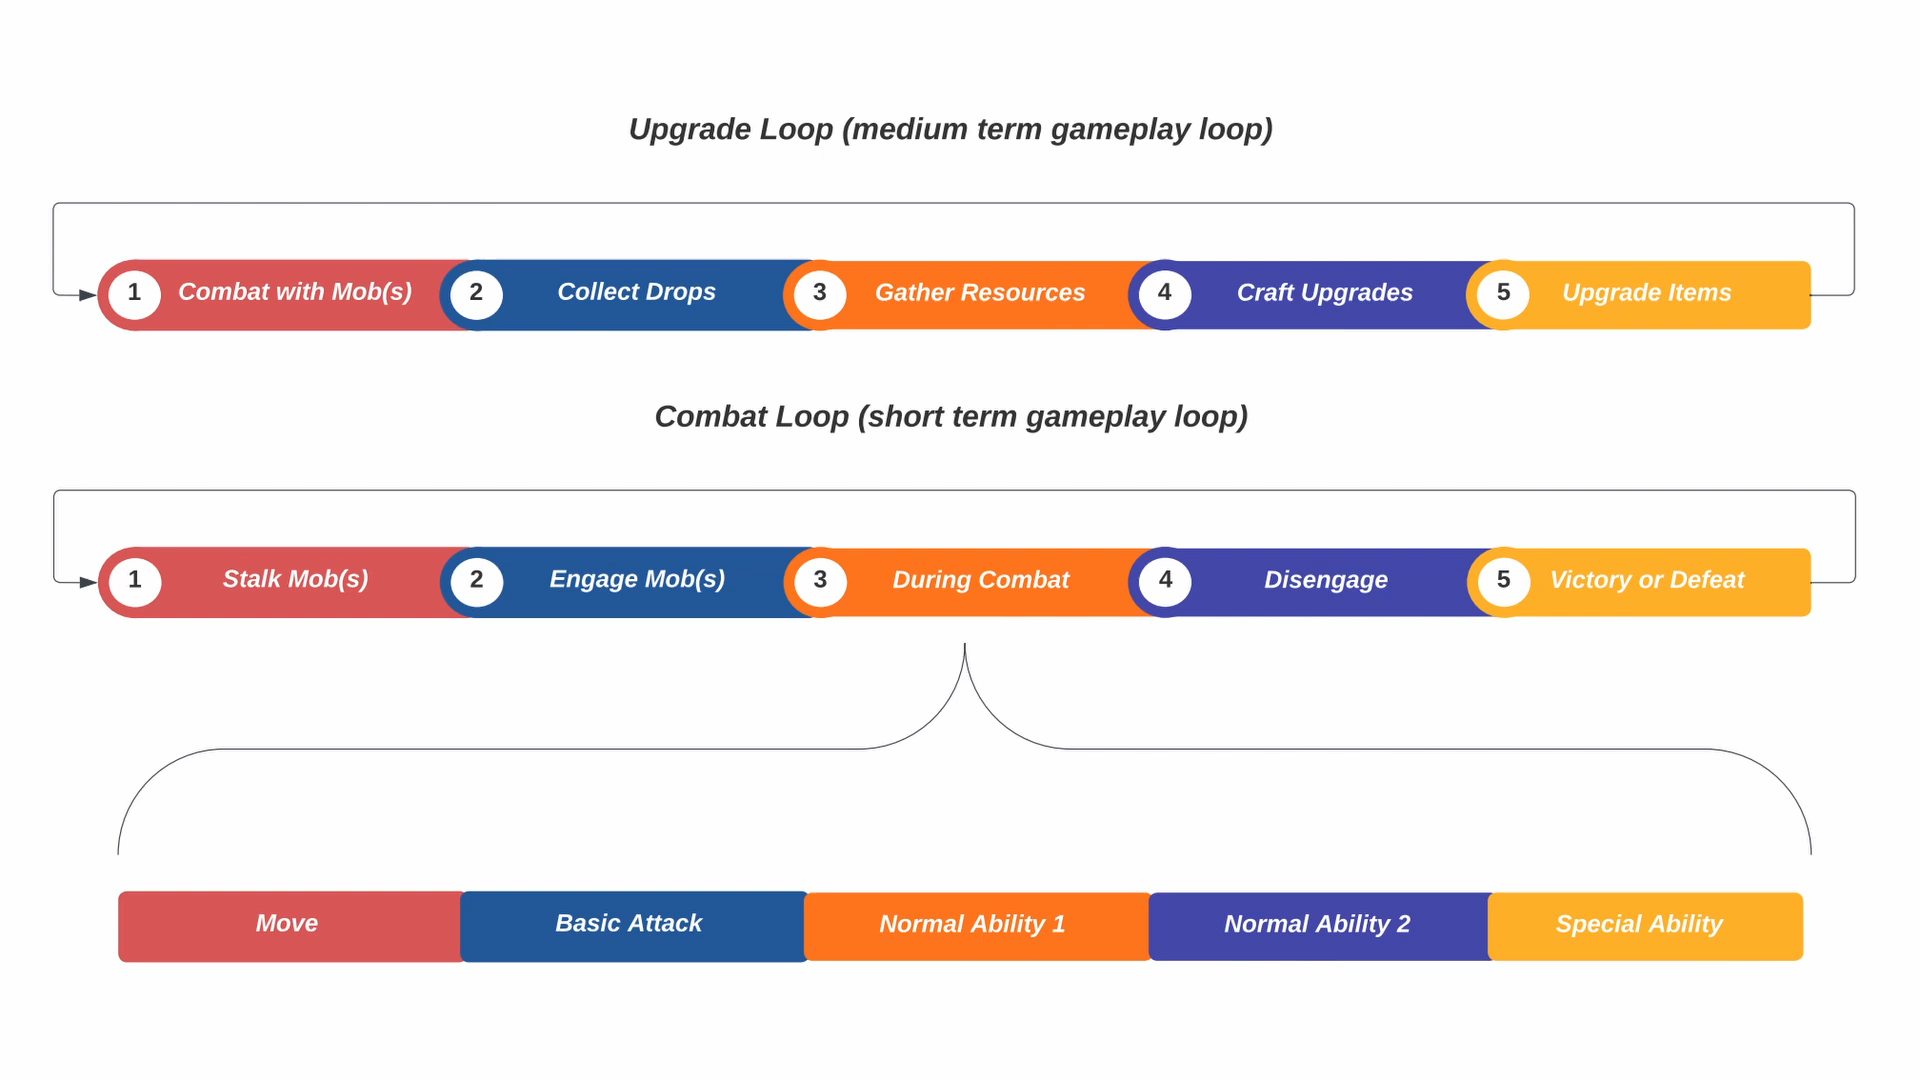 Upgrade Loop (medium term gameplay loop)
1 Combat with Mob(s) 2 Collect Drops 3 Gather Resources 4 Craft Upgrades 5 Upgrade Items
Combat Loop (short term gameplay loop)
1 Stalk Mob(s) 2 Engage Mob(s) 3 During Combat 4 Disengage 5 Victory or Defeat
Move Basic Attack Normal Ability 1 Normal Ability 2 Special Ability